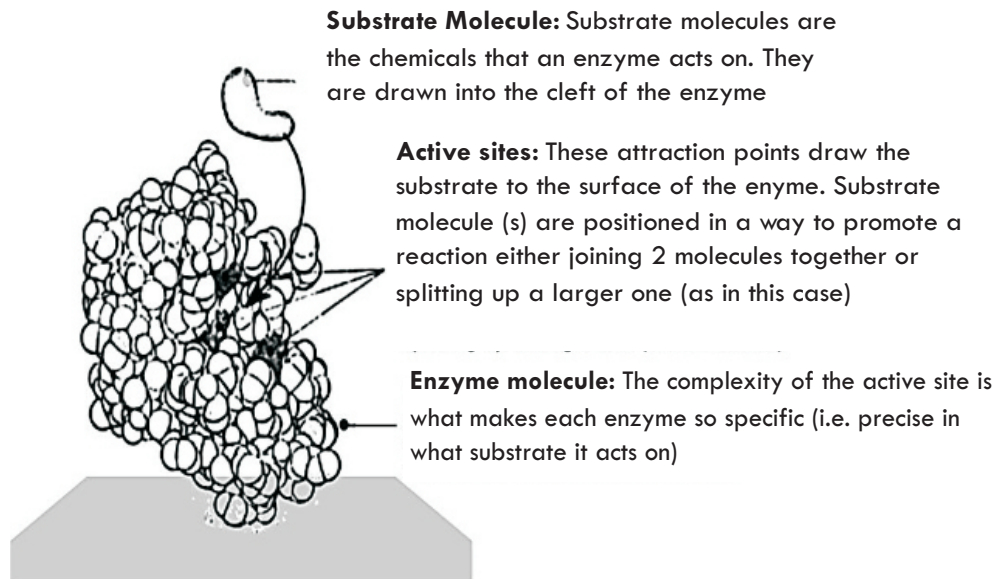 Substrate Molecule: Substrate molecules are
the chemicals that an enzyme acts on. They
are drawn into the cleft of the enzyme
Active sites: These attraction points draw the
substrate to the surface of the enyme. Substrate
molecule (s) are positioned in a way to promote a
reaction either joining 2 molecules together or
splitting up a larger one (as in this case)
Enzyme molecule: The complexity of the active site is
what makes each enzyme so specific (i.e. precise in
what substrate it acts on)